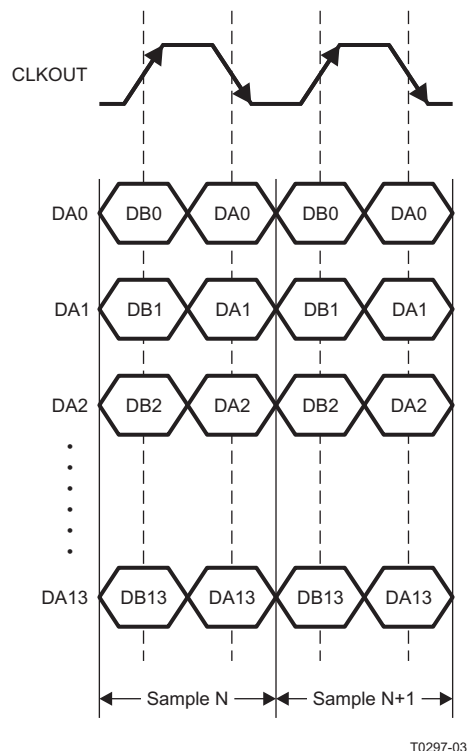 CLKOUT
DA0 DB0 DA0 DB0 DA0
DA1 DB1 DA1 DB1 DA1
DA2 DB2 DA2 DB2 DA2
DA13 DB13 DA13 DB13 DA13
Sample N Sample N+1
T0297-03